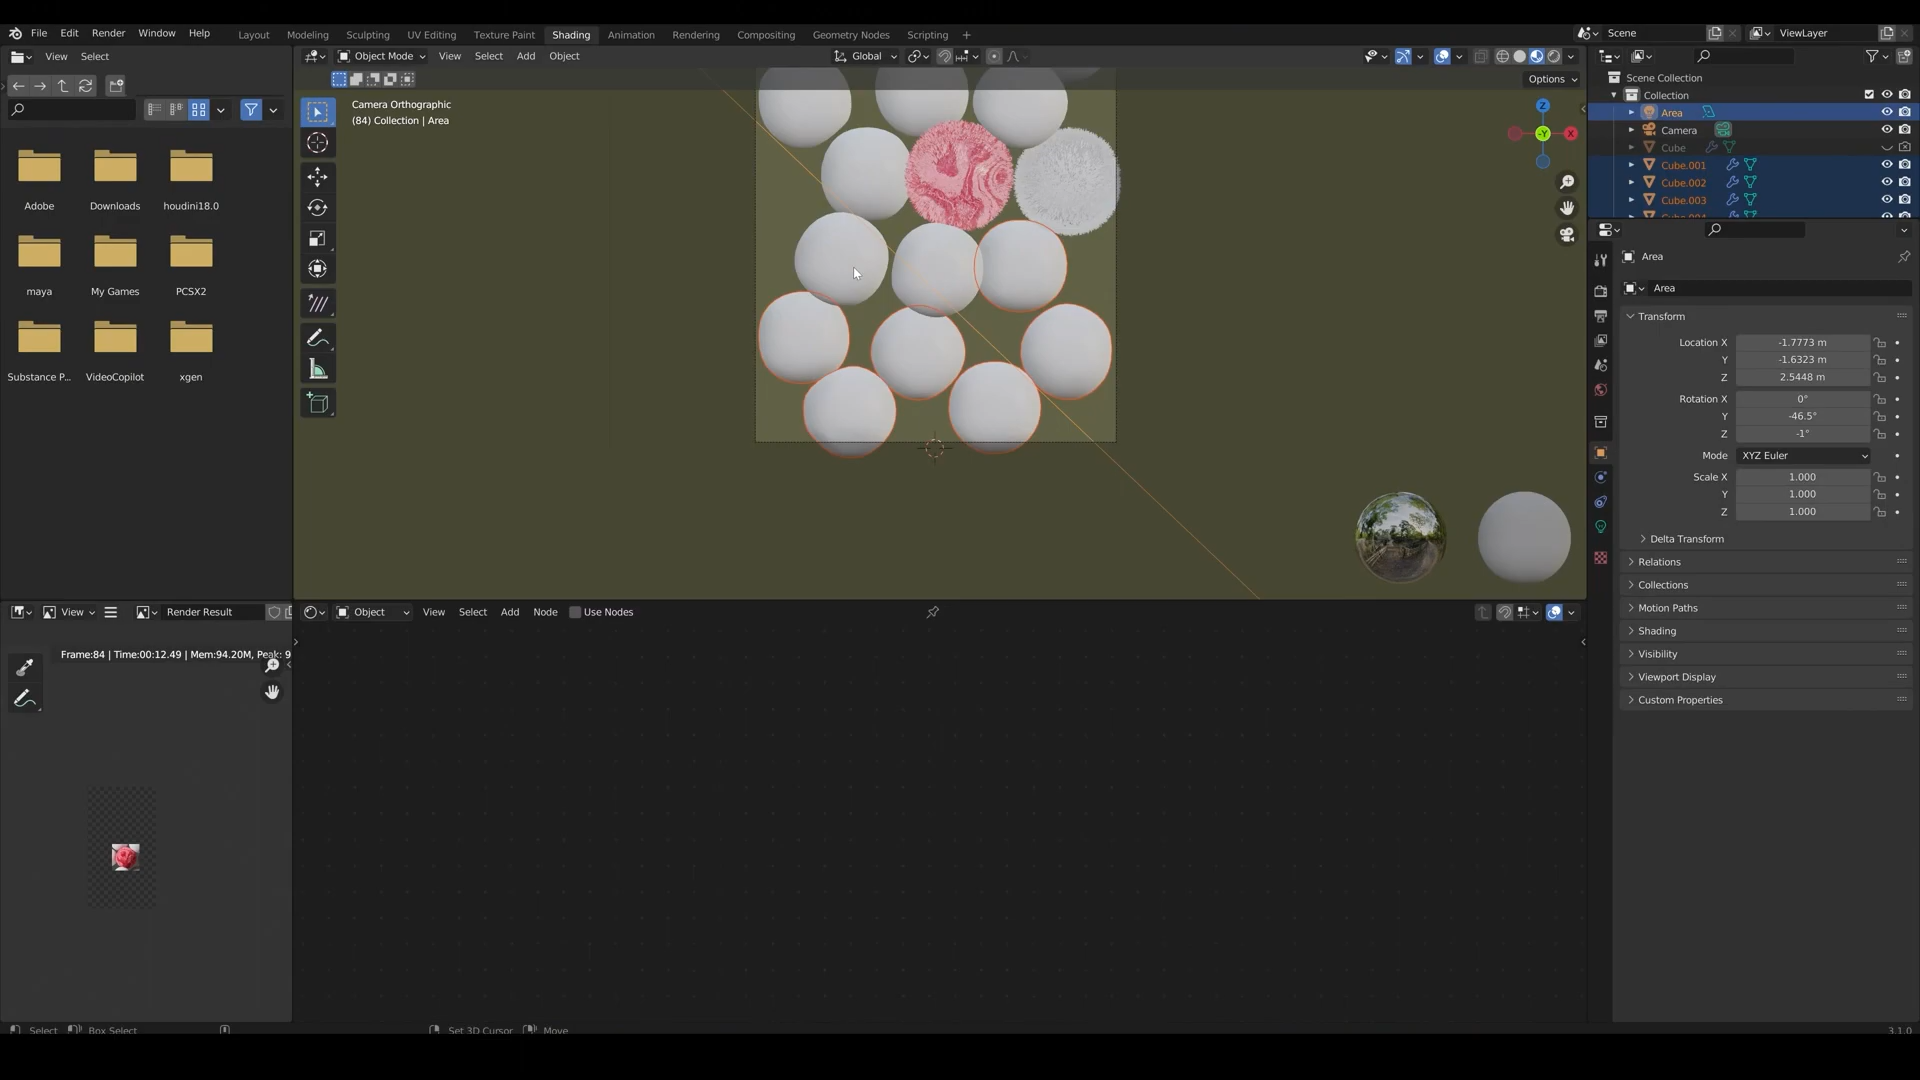 File Edit Render Window Help
Layout Modeling Sculpting UV Editing Texture Paint Shading Animation Rendering Compositing Geometry Nodes Scripting +
Scene
ViewLayer
View Select
Object Mode View Select Add Object
Global
Options
Camera Orthographic
(84) Collection | Area
Adobe Downloads houdini18.0
maya My Games PCSX2
Substance P... VideoCopilot xgen
Z
-Y
X
Scene Collection
Collection
Area
Camera
Cube
Cube.001
Cube.002
Cube.003
Area
Area
Transform
Location X -1.7773 m
Y -1.6323 m
Z 2.5448 m
Rotation X 0°
Y -46.5°
Z -1°
Mode XYZ Euler
Scale X 1.000
Y 1.000
Z 1.000
Delta Transform
Relations
Collections
Motion Paths
Shading
Visibility
Viewport Display
Custom Properties
View Render Result
Frame:84 | Time:00:12.49 | Mem:94.20M, Peak: 9
Object View Select Add Node Use Nodes
Select Box Select Set 3D Cursor Move
3.1.0